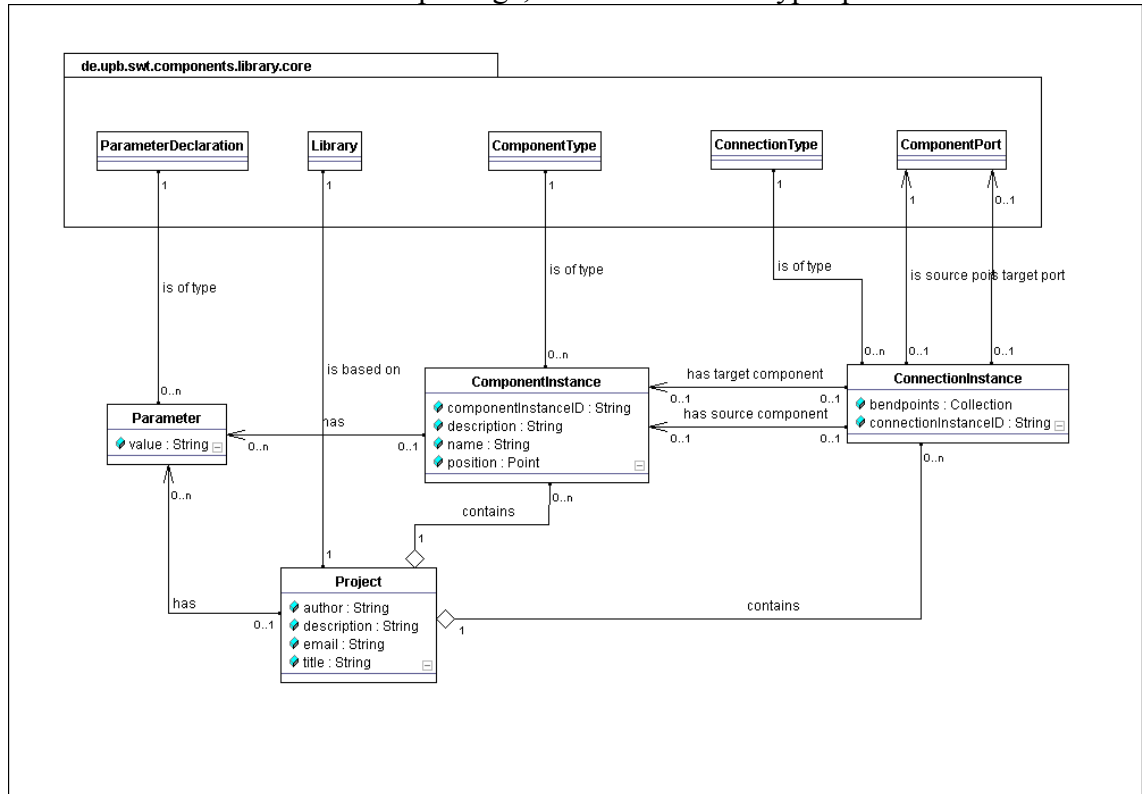 de.upb.swt.components.library.core
ParameterDeclaration
Library
ComponentType
ConnectionType
ComponentPort
1
1
1
1
1
0..1
is of type
is of type
is of type
is source pois target port
0..n
0..n
0..n
0..1
0..1
is based on
Parameter
value : String
ComponentInstance
componentInstanceID : String
description : String
name : String
position : Point
ConnectionInstance
bendpoints : Collection
connectionInstanceID : String
has target component
0..1
0..1
has source component
0..1
0..1
has
0..n
0..1
0..n
0..n
0..n
contains
1
1
Project
author : String
description : String
email : String
title : String
has
0..1
contains
1